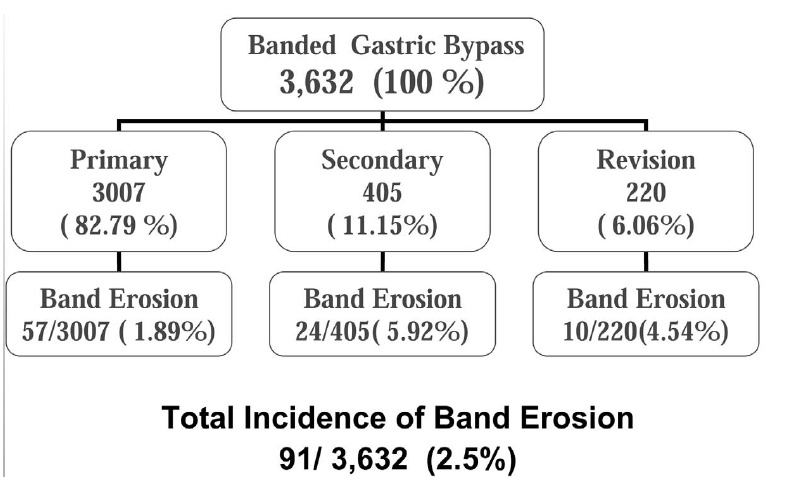 Banded Gastric Bypass
3,632 (100 %)
Primary
3007
( 82.79 %)
Secondary
405
( 11.15%)
Revision
220
( 6.06%)
Band Erosion
57/3007 ( 1.89%)
Band Erosion
24/405( 5.92%)
Band Erosion
10/220(4.54%)
Total Incidence of Band Erosion
91/ 3,632 (2.5%)